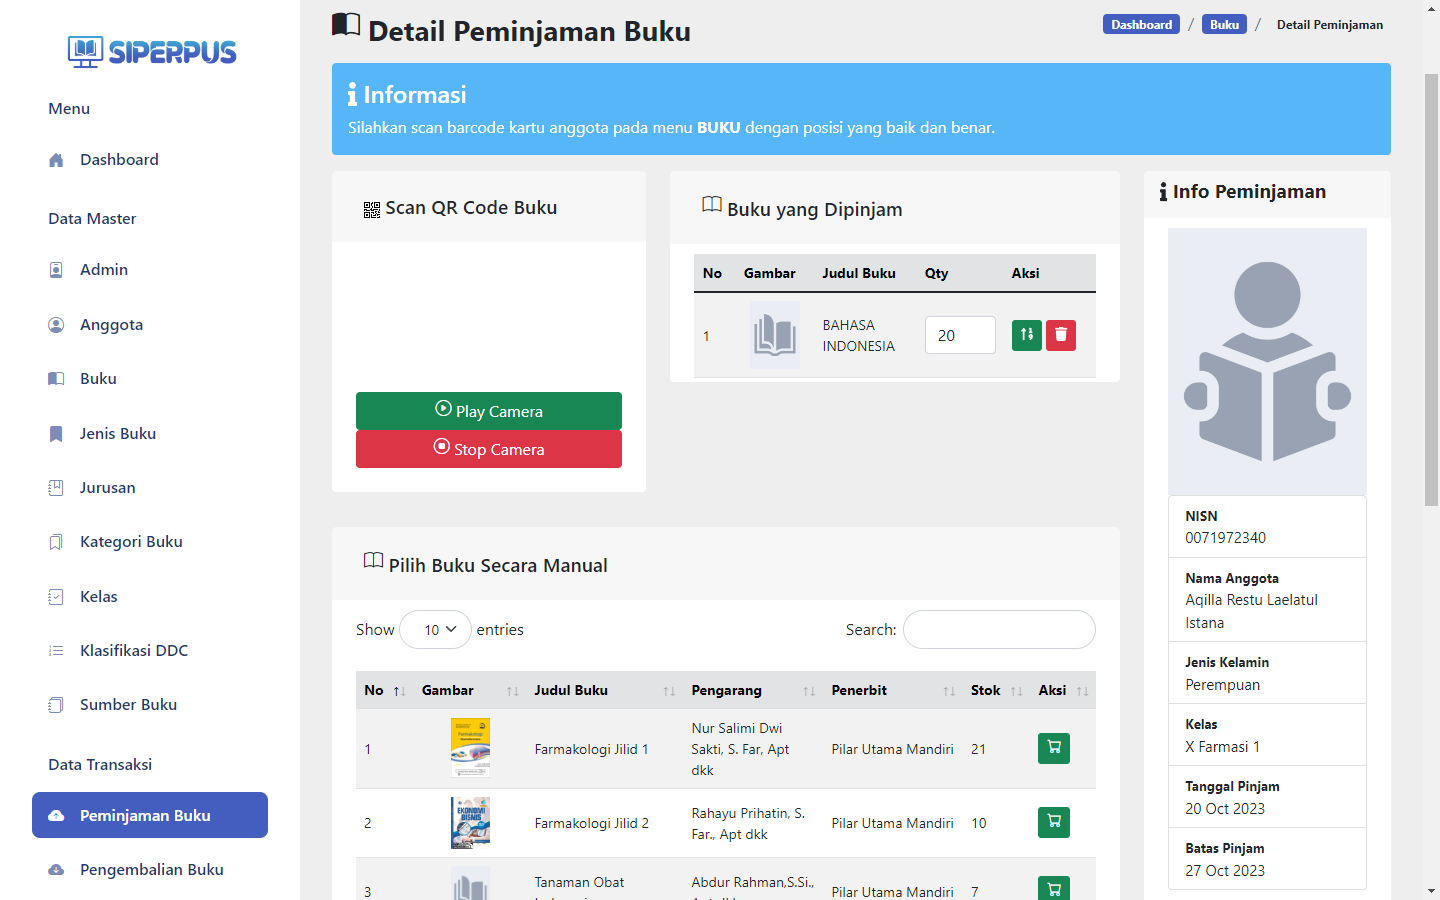 SIPERPUS
Menu
Dashboard
Data Master
Admin
Anggota
Buku
Jenis Buku
Jurusan
Kategori Buku
Kelas
Klasifikasi DDC
Sumber Buku
Data Transaksi
Peminjaman Buku
Pengembalian Buku
Detail Peminjaman Buku
Dashboard / Buku / Detail Peminjaman
Informasi
Silahkan scan barcode kartu anggota pada menu BUKU dengan posisi yang baik dan benar.
Scan QR Code Buku
Play Camera
Stop Camera
Buku yang Dipinjam
No Gambar Judul Buku Qty Aksi
1 BAHASA INDONESIA 20
Pilih Buku Secara Manual
Show 10 entries Search:
No Gambar Judul Buku Pengarang Penerbit Stok Aksi
1 Farmakologi Jilid 1 Nur Salimi Dwi Sakti, S. Far, Apt dkk Pilar Utama Mandiri 21
2 Farmakologi Jilid 2 Rahayu Prihatin, S. Far., Apt dkk Pilar Utama Mandiri 10
EKONOMI
BISNIS
3 Tanaman Obat Abdur Rahman,S.Si., Pilar Utama Mandiri 7
Info Peminjaman
NISN
0071972340
Nama Anggota
Aqilla Restu Laelatul
Istana
Jenis Kelamin
Perempuan
Kelas
X Farmasi 1
Tanggal Pinjam
20 Oct 2023
Batas Pinjam
27 Oct 2023